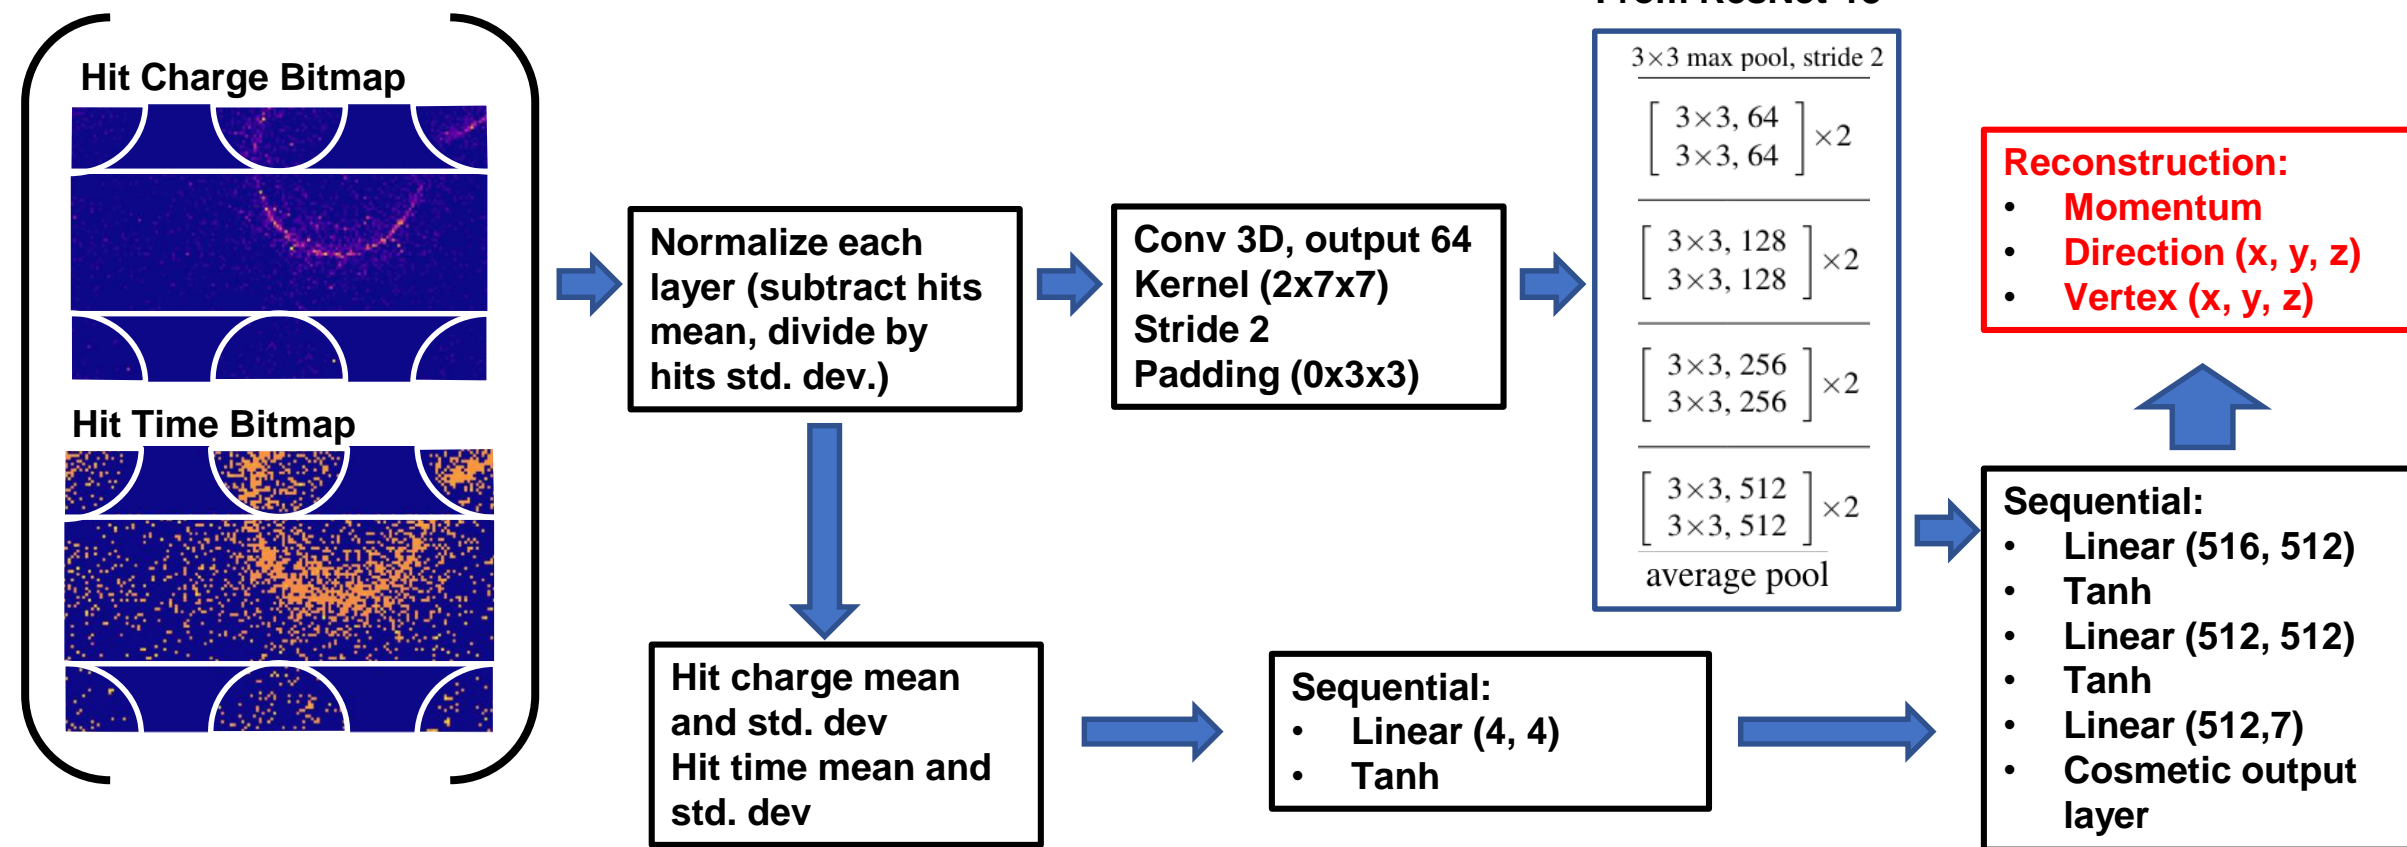 Hit Charge Bitmap
Hit Time Bitmap
Normalize each
layer (subtract hits
mean, divide by
hits std. dev.)
Conv 3D, output 64
Kernel (2x7x7)
Stride 2
Padding (0x3x3)
3×3 max pool, stride 2
[ 3×3, 64
3×3, 64 ] ×2
[ 3×3, 128
3×3, 128 ] ×2
[ 3×3, 256
3×3, 256 ] ×2
[ 3×3, 512
3×3, 512 ] ×2
average pool
Hit charge mean
and std. dev
Hit time mean and
std. dev
Sequential:
• Linear (4, 4)
• Tanh
Sequential:
• Linear (516, 512)
• Tanh
• Linear (512, 512)
• Tanh
• Linear (512,7)
• Cosmetic output
layer
Reconstruction:
• Momentum
• Direction (x, y, z)
• Vertex (x, y, z)